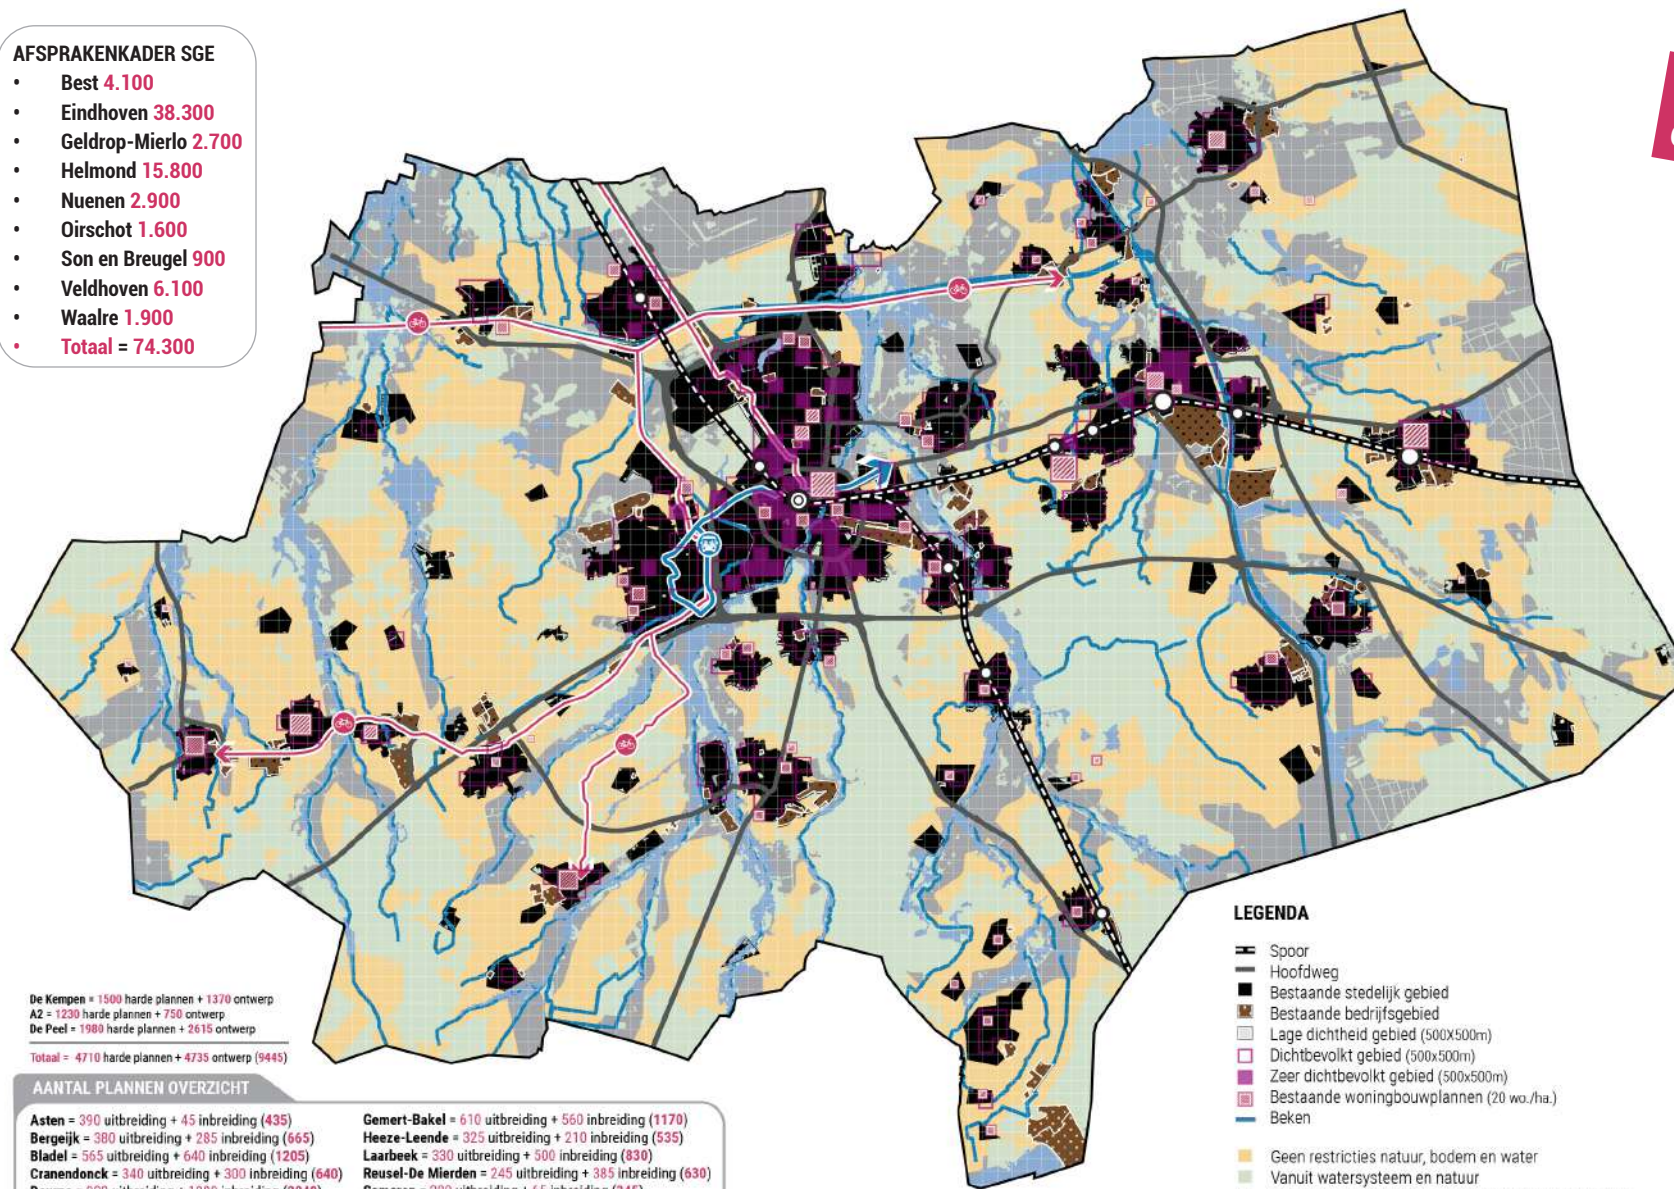 AFSPRAKENKADER SGE
• Best 4.100
• Eindhoven 38.300
• Geldrop-Mierlo 2.700
• Helmond 15.800
• Nuenen 2.900
• Oirschot 1.600
• Son en Breugel 900
• Veldhoven 6.100
• Waalre 1.900
• Totaal = 74.300
De Kempen = 1500 harde plannen + 1370 ontwerp
A2 = 1230 harde plannen + 750 ontwerp
De Peel = 1980 harde plannen + 2615 ontwerp
Totaal = 4710 harde plannen + 4735 ontwerp (9445)
AANTAL PLANNEN OVERZICHT
Asten = 390 uitbreiding + 45 inbreiding (435)
Bergeijk = 380 uitbreiding + 285 inbreiding (665)
Bladel = 565 uitbreiding + 640 inbreiding (1205)
Cranendonck = 340 uitbreiding + 300 inbreiding (640)
Gemert-Bakel = 610 uitbreiding + 560 inbreiding (1170)
Heeze-Leende = 325 uitbreiding + 210 inbreiding (535)
Laarbeek = 330 uitbreiding + 500 inbreiding (830)
Reusel-De Mierden = 245 uitbreiding + 385 inbreiding (630)
LEGENDA
Spoor
Hoofdweg
Bestaande stedelijk gebied
Bestaande bedrijfsgebied
Lage dichtheid gebied (500X500m)
Dichtbevolkt gebied (500x500m)
Zeer dichtbevolkt gebied (500x500m)
Bestaande woningbouwplannen (20 wo./ha.)
Beken
Geen restricties natuur, bodem en water
Vanuit watersysteem en natuur